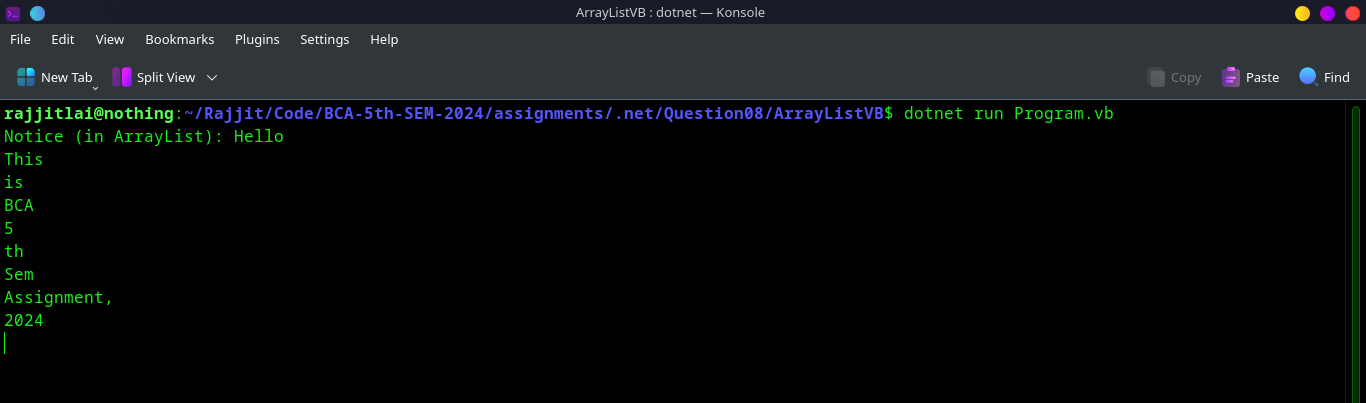 ArrayListVB : dotnet — Konsole
File Edit View Bookmarks Plugins Settings Help
New Tab Split View Copy Paste Find
rajjitlai@nothing:~/Rajjit/Code/BCA-5th-SEM-2024/assignments/.net/Question08/ArrayListVB$ dotnet run Program.vb
Notice (in ArrayList): Hello
This
is
BCA
5
th
Sem
Assignment,
2024